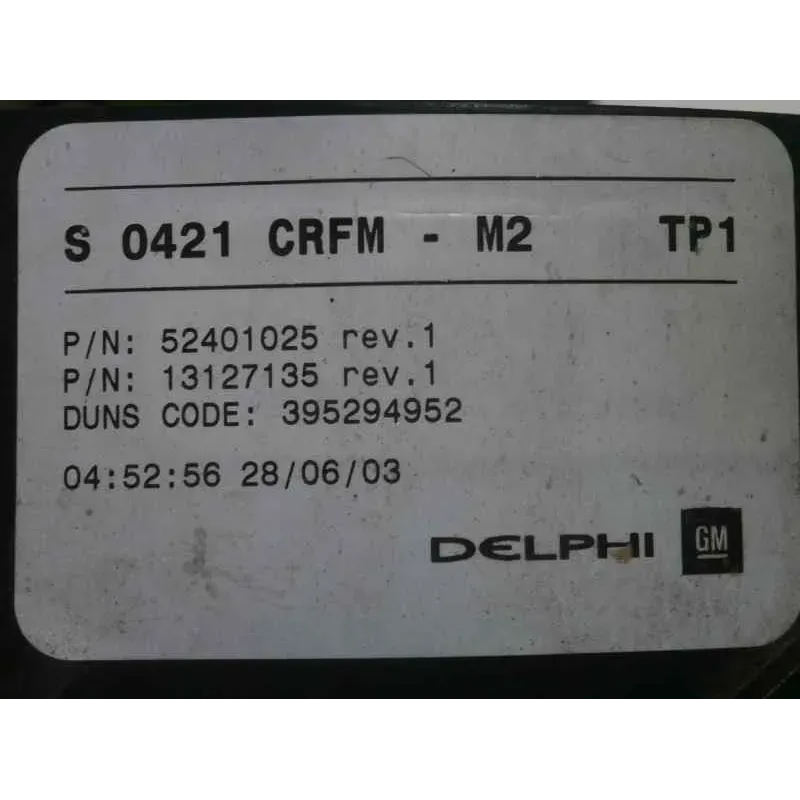 S 0421 CRFM - M2 TP1
P/N: 52401025 rev.1
P/N: 13127135 rev.1
DUNS CODE: 395294952
04:52:56 28/06/03
DELPHI GM